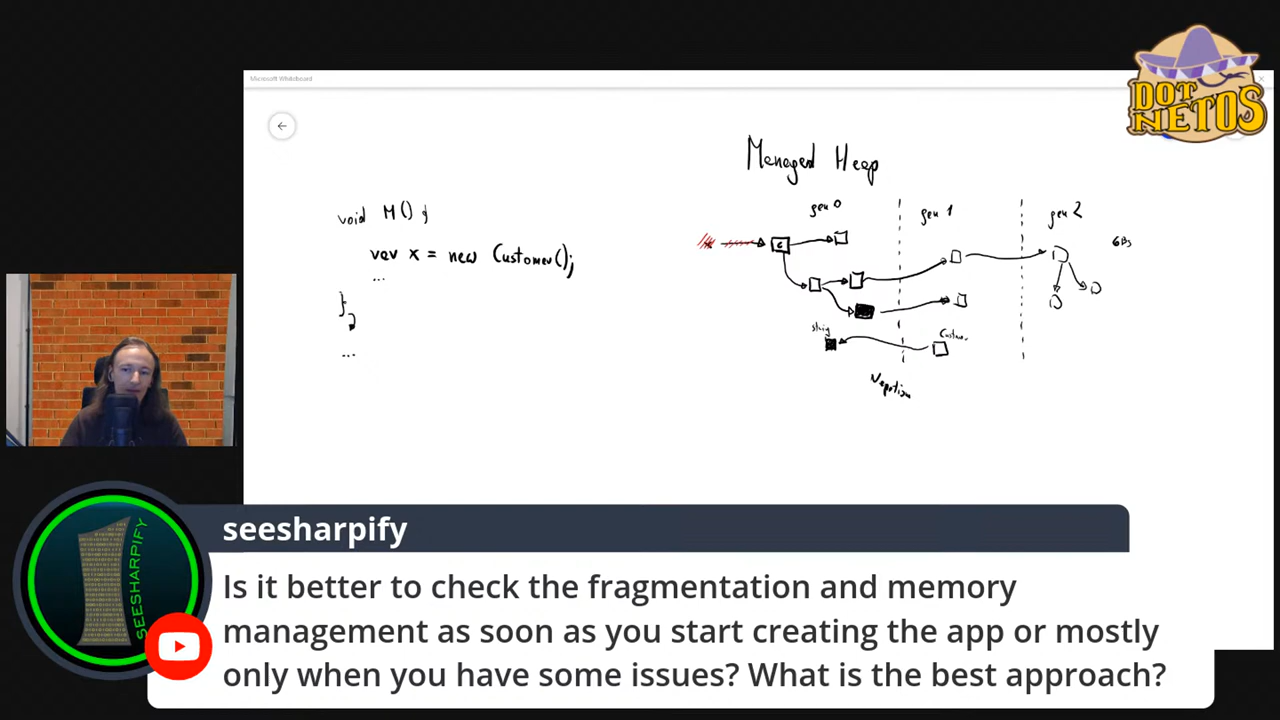 Microsoft Whiteboard
DOT
NETOS
Managed Heap
gen 0
gen 1
gen 2
GBs
void M() {
var x = new Customer();
...
}
...
C
string
SEESHARPIFY
seesharpify
Is it better to check the fragmentation and memory
management as soon as you start creating the app or mostly
only when you have some issues? What is the best approach?